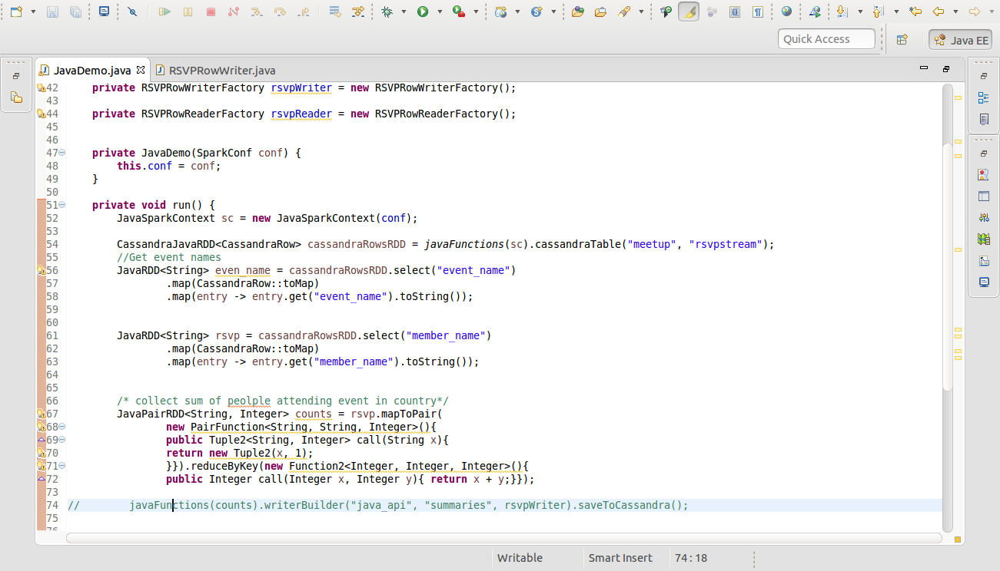 Quick Access
Java EE
JavaDemo.java
RSVPRowWriter.java
42     private RSVPRowWriterFactory rsvpWriter = new RSVPRowWriterFactory();
43
44     private RSVPRowReaderFactory rsvpReader = new RSVPRowReaderFactory();
45
46
47     private JavaDemo(SparkConf conf) {
48         this.conf = conf;
49     }
50
51     private void run() {
52         JavaSparkContext sc = new JavaSparkContext(conf);
53
54         CassandraJavaRDD<CassandraRow> cassandraRowsRDD = javaFunctions(sc).cassandraTable("meetup", "rsvpstream");
55         //Get event names
56         JavaRDD<String> even_name = cassandraRowsRDD.select("event_name")
57                 .map(CassandraRow::toMap)
58                 .map(entry -> entry.get("event_name").toString());
59
60
61         JavaRDD<String> rsvp = cassandraRowsRDD.select("member_name")
62                 .map(CassandraRow::toMap)
63                 .map(entry -> entry.get("member_name").toString());
64
65
66         /* collect sum of peolple attending event in country*/
67         JavaPairRDD<String, Integer> counts = rsvp.mapToPair(
68                 new PairFunction<String, String, Integer>(){
69                 public Tuple2<String, Integer> call(String x){
70                 return new Tuple2(x, 1);
71                 }}).reduceByKey(new Function2<Integer, Integer, Integer>(){
72                 public Integer call(Integer x, Integer y){ return x + y;}});
73
74 //        javaFunctions(counts).writerBuilder("java_api", "summaries", rsvpWriter).saveToCassandra();
75
76
Writable
Smart Insert
74 : 18